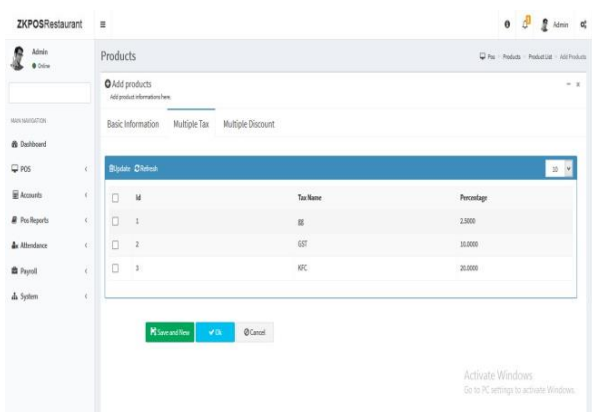 ZKPOSRestaurant
Admin
Admin
Online
Products
Pos Products Product List Add Products
Add products
Add product informations here.
Basic Information Multiple Tax Multiple Discount
MAIN NAVIGATION
Dashboard
POS
Accounts
Pos Reports
Attendance
Payroll
System
Update Refresh 10
Id Tax Name Percentage
1 gg 2.5000
2 GST 10.0000
3 KFC 20.0000
Save and New Ok Cancel
Activate Windows
Go to PC settings to activate Windows.